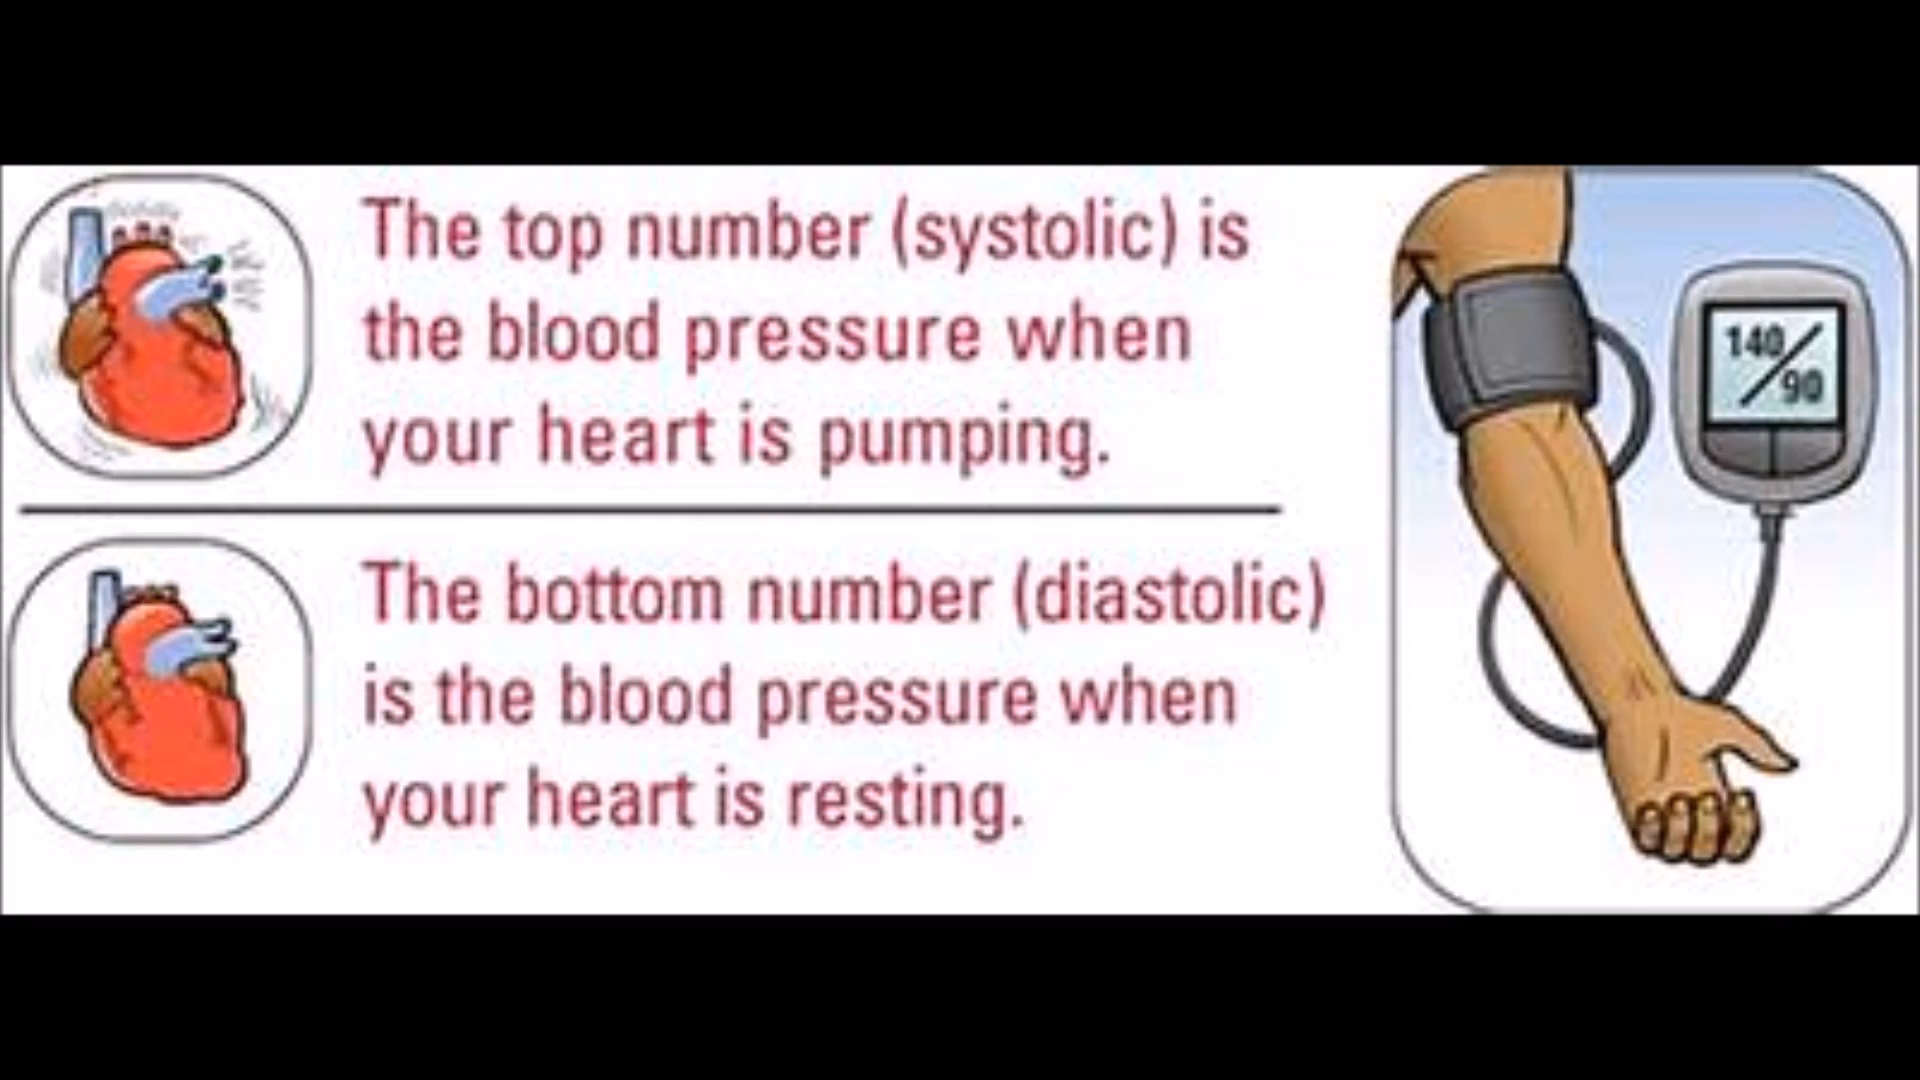 The top number (systolic) is
the blood pressure when
your heart is pumping.
The bottom number (diastolic)
is the blood pressure when
your heart is resting.
140/
90